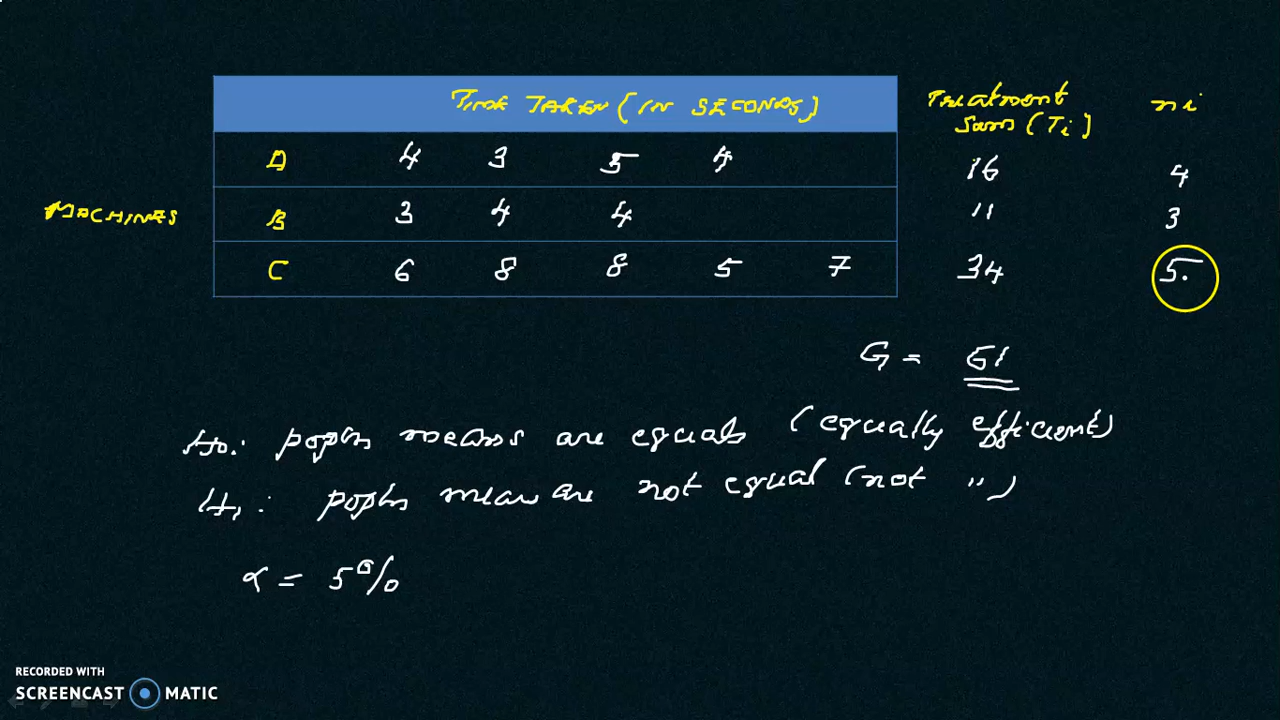 TIME TAKEN (IN SECONDS) Treatment Sum (Ti) ni
A 4 3 5 4 16 4
MACHINES B 3 4 4 11 3
C 6 8 8 5 7 34 5.
G = 61
H0: popln means are equals (equally efficient)
H1: popln mean are not equal (not ")
α = 5%
RECORDED WITH
SCREENCAST MATIC